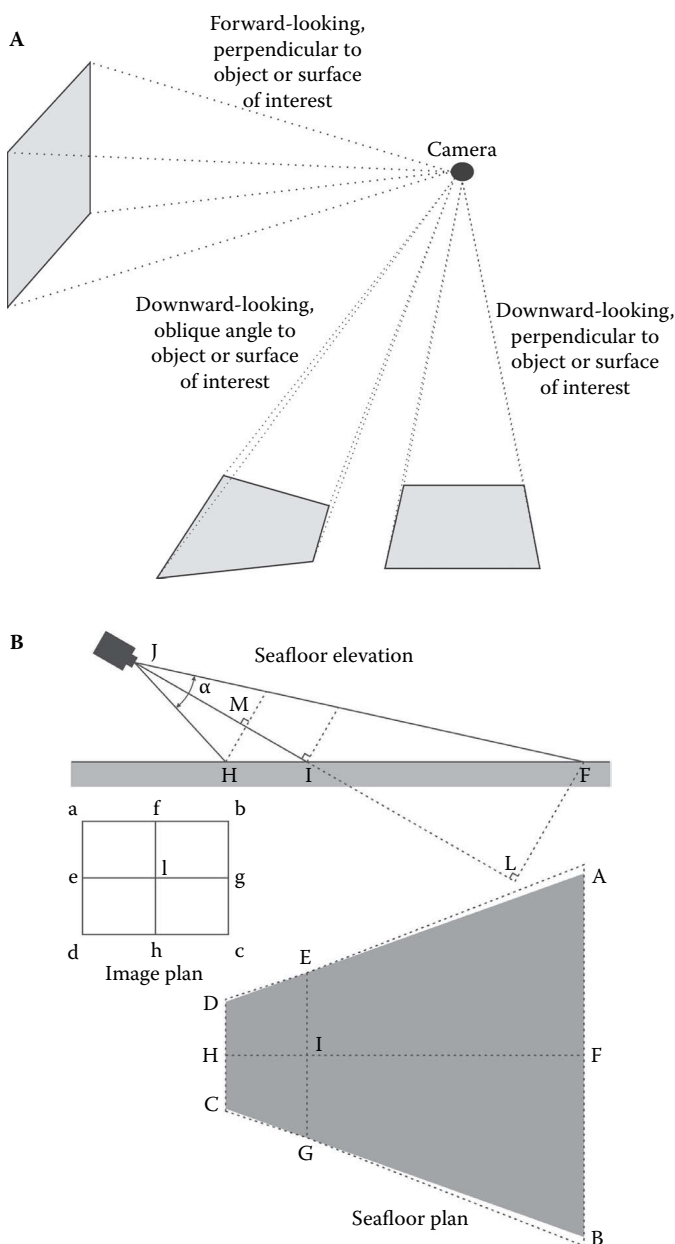 A
Forward-looking,
perpendicular to
object or surface
of interest
Camera
Downward-looking,
oblique angle to
object or surface
of interest
Downward-looking,
perpendicular to
object or surface
of interest
B
J
Seafloor elevation
α
M
H I F
a f b
e l g
d h c
Image plan
L
A
E
D
H I F
C
G
Seafloor plan
B